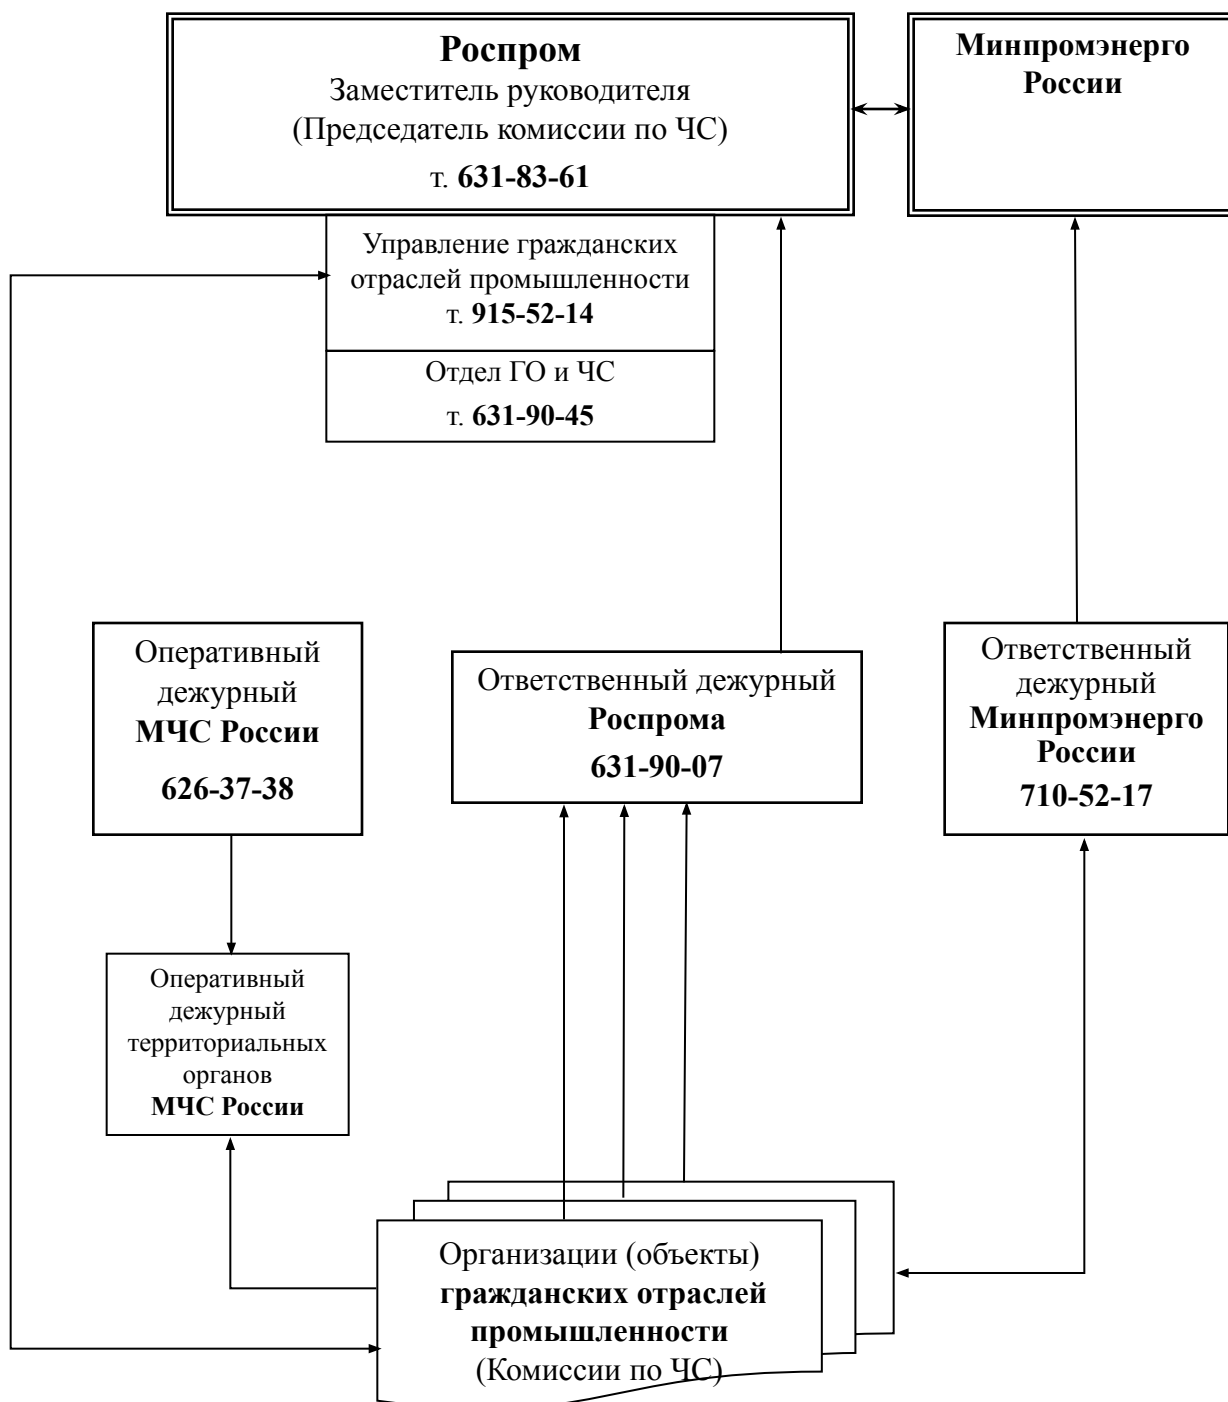 Роспром
Заместитель руководителя
(Председатель комиссии по ЧС)
т. 631-83-61
Минпромэнерго
России
Управление гражданских
отраслей промышленности
т. 915-52-14
Отдел ГО и ЧС
т. 631-90-45
Оперативный
дежурный
МЧС России
626-37-38
Ответственный дежурный
Роспрома
631-90-07
Ответственный
дежурный
Минпромэнерго
России
710-52-17
Оперативный
дежурный
территориальных
органов
МЧС России
Организации (объекты)
гражданских отраслей
промышленности
(Комиссии по ЧС)